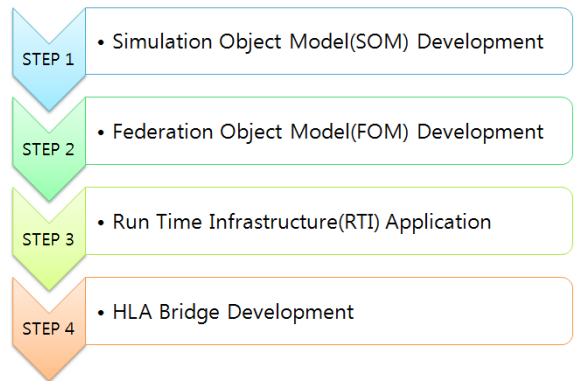 STEP 1
• Simulation Object Model(SOM) Development
STEP 2
• Federation Object Model(FOM) Development
STEP 3
• Run Time Infrastructure(RTI) Application
STEP 4
• HLA Bridge Development